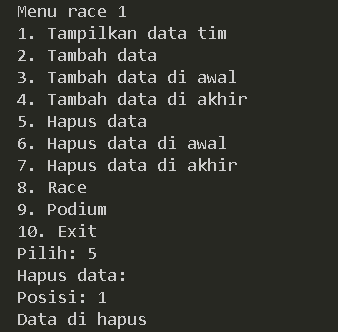 Menu race 1
1. Tampilkan data tim
2. Tambah data
3. Tambah data di awal
4. Tambah data di akhir
5. Hapus data
6. Hapus data di awal
7. Hapus data di akhir
8. Race
9. Podium
10. Exit
Pilih: 5
Hapus data:
Posisi: 1
Data di hapus